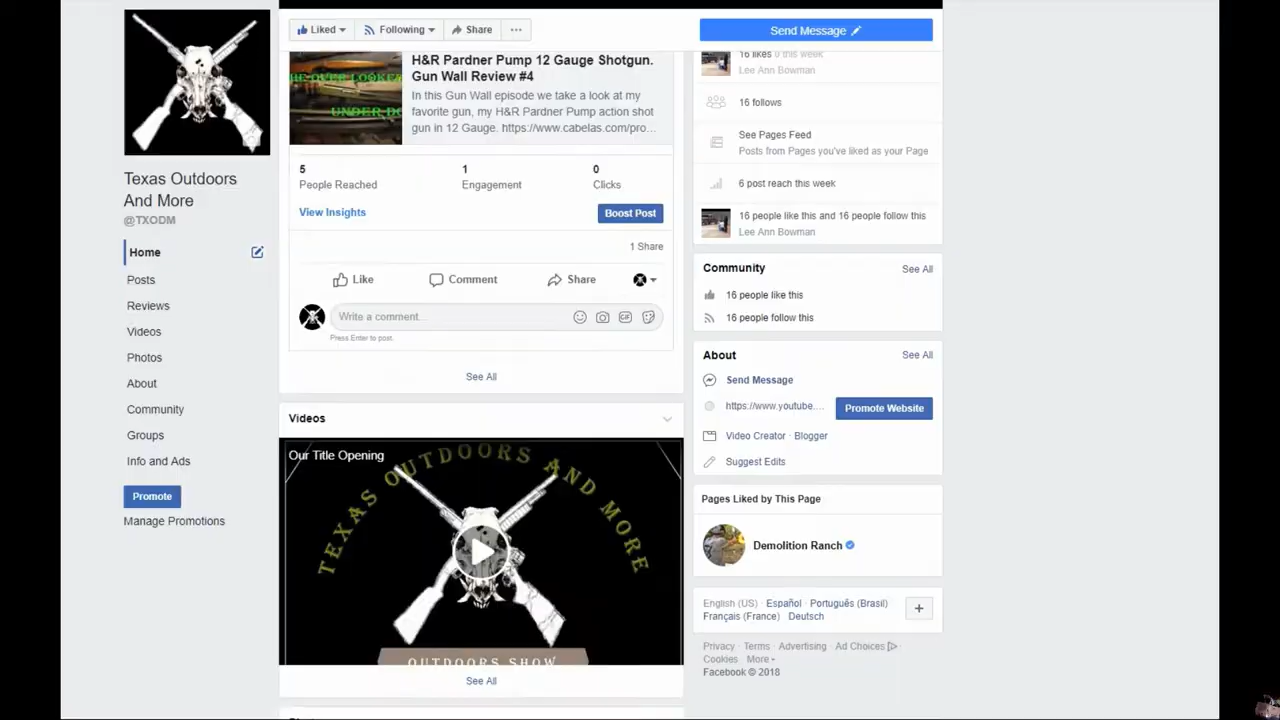 Liked
Following
Share
Send Message
Texas Outdoors
And More
@TXODM
Home
Posts
Reviews
Videos
Photos
About
Community
Groups
Info and Ads
Promote
Manage Promotions
UNDER DO
H&R Pardner Pump 12 Gauge Shotgun.
Gun Wall Review #4
In this Gun Wall episode we take a look at my
favorite gun, my H&R Pardner Pump action shot
gun in 12 Gauge. https://www.cabelas.com/pro...
5
People Reached
1
Engagement
0
Clicks
View Insights
Boost Post
1 Share
Like
Comment
Share
Write a comment...
Press Enter to post.
See All
Videos
Our Title Opening
TEXAS OUTDOORS AND MORE
OUTDOORS SHOW
See All
16 likes 0 this week
Lee Ann Bowman
16 follows
See Pages Feed
Posts from Pages you've liked as your Page
6 post reach this week
16 people like this and 16 people follow this
Lee Ann Bowman
Community
See All
16 people like this
16 people follow this
About
See All
Send Message
https://www.youtube....
Promote Website
Video Creator · Blogger
Suggest Edits
Pages Liked by This Page
Demolition Ranch
English (US) · Español · Português (Brasil) ·
Français (France) · Deutsch
Privacy · Terms · Advertising · Ad Choices ·
Cookies · More
Facebook © 2018